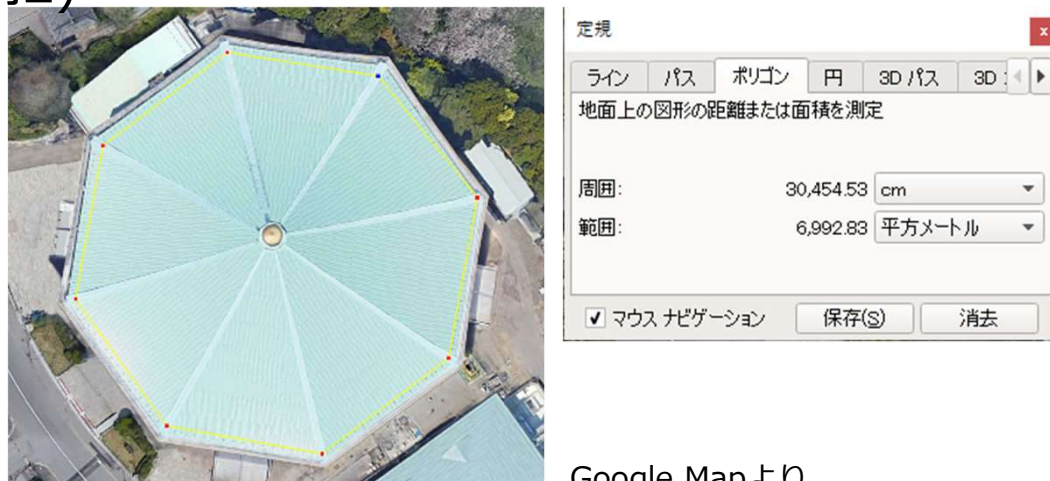 定規
x
ライン パス ポリゴン 円 3D パス
地面上の図形の距離または面積を測定
周囲: 30,454.53 cm
範囲: 6,992.83 平方メートル
マウス ナビゲーション 保存(S) 消去
Google Mapより